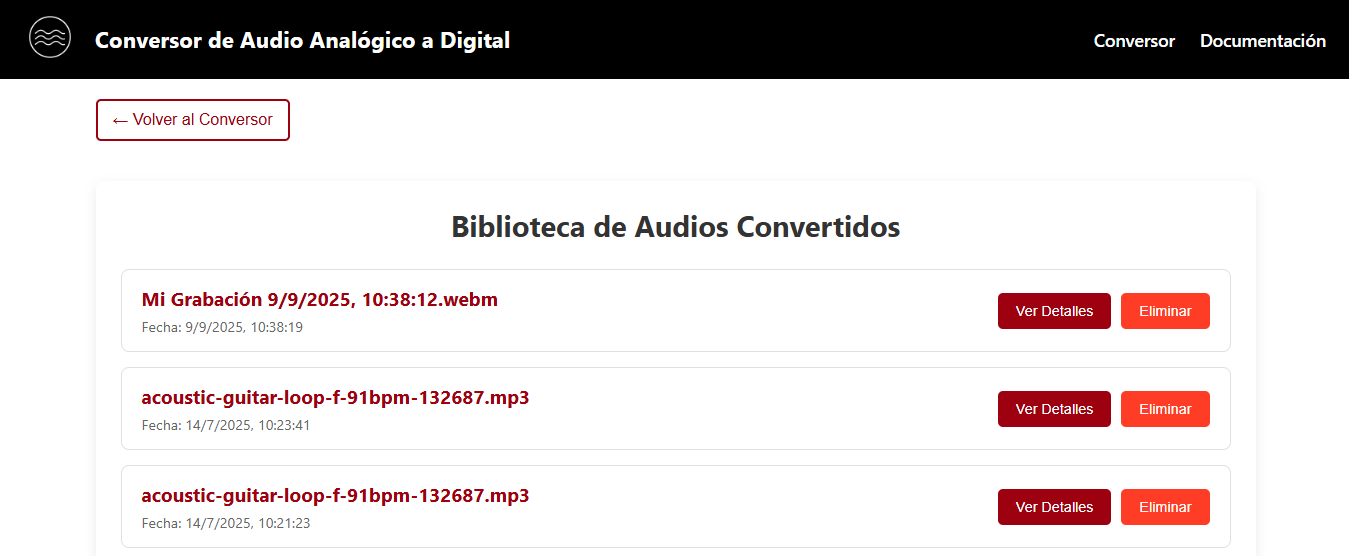 Conversor de Audio Analógico a Digital
Conversor
Documentación
← Volver al Conversor
Biblioteca de Audios Convertidos
Mi Grabación 9/9/2025, 10:38:12.webm
Fecha: 9/9/2025, 10:38:19
Ver Detalles
Eliminar
acoustic-guitar-loop-f-91bpm-132687.mp3
Fecha: 14/7/2025, 10:23:41
Ver Detalles
Eliminar
acoustic-guitar-loop-f-91bpm-132687.mp3
Fecha: 14/7/2025, 10:21:23
Ver Detalles
Eliminar